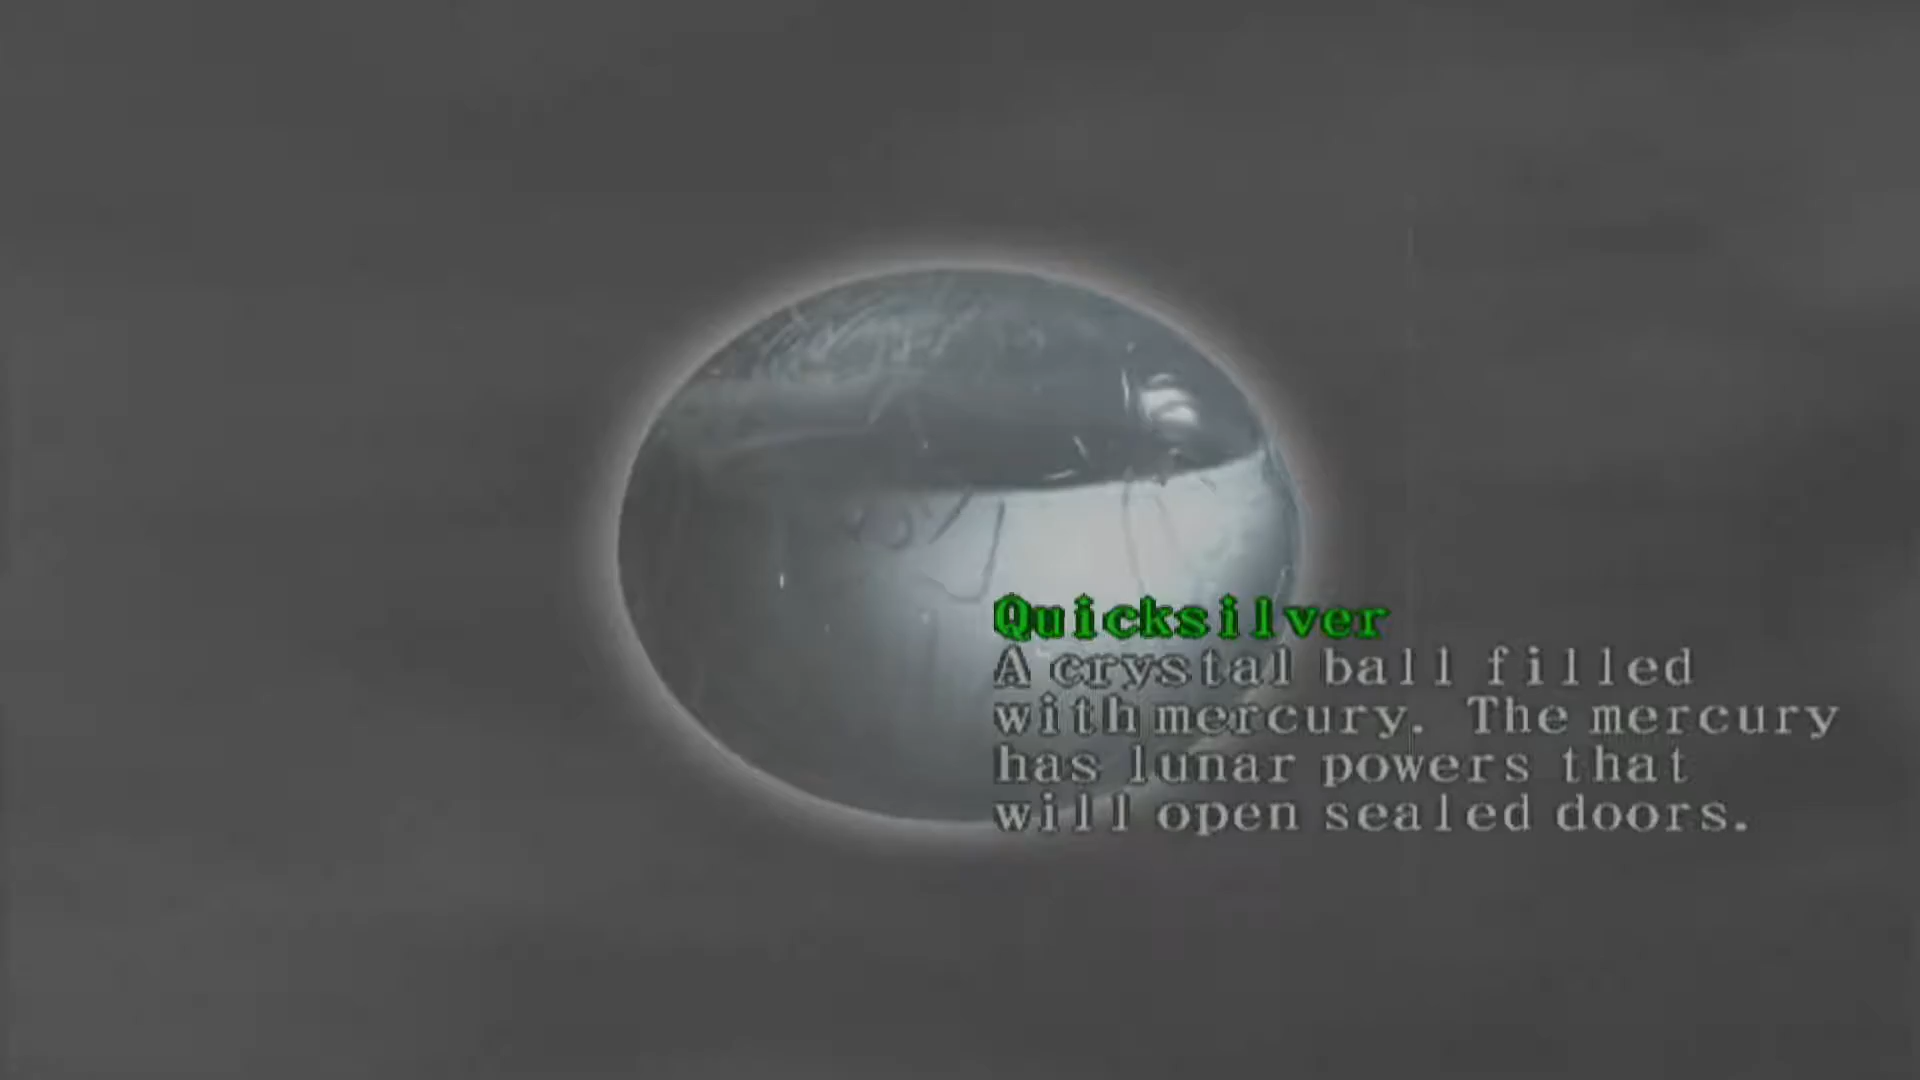 Quicksilver
A crystal ball filled
with mercury. The mercury
has lunar powers that
will open sealed doors.